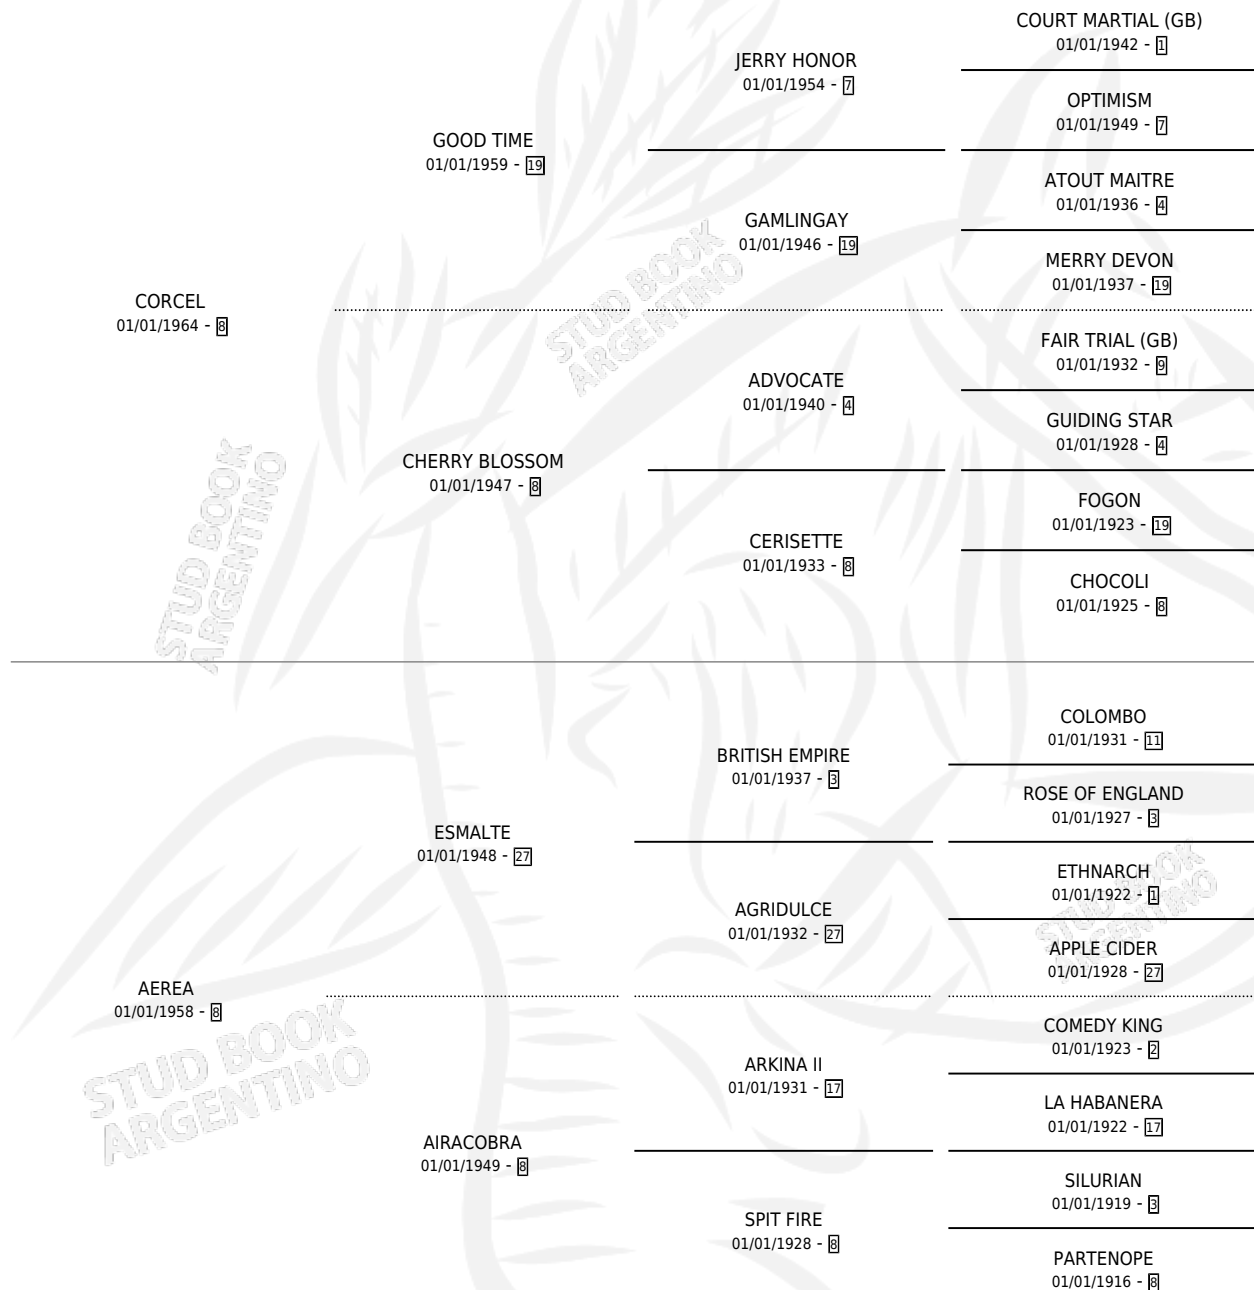 COURT MARTIAL (GB)
01/01/1942 - 1
JERRY HONOR
01/01/1954 - 7
OPTIMISM
01/01/1949 - 7
GOOD TIME
01/01/1959 - 19
ATOUT MAITRE
01/01/1936 - 4
GAMLINGAY
01/01/1946 - 19
MERRY DEVON
01/01/1937 - 19
CORCEL
01/01/1964 - 8
STUD BOOK
ARGENTINO
FAIR TRIAL (GB)
01/01/1932 - 9
ADVOCATE
01/01/1940 - 4
GUIDING STAR
01/01/1928 - 4
CHERRY BLOSSOM
01/01/1947 - 8
FOGON
01/01/1923 - 19
CERISETTE
01/01/1933 - 8
CHOCOLI
01/01/1925 - 8
STUD BOOK
ARGENTINO
COLOMBO
01/01/1931 - 11
BRITISH EMPIRE
01/01/1937 - 3
ROSE OF ENGLAND
01/01/1927 - 3
ESMALTE
01/01/1948 - 27
ETHNARCH
01/01/1922 - 1
AGRIDULCE
01/01/1932 - 27
STUD BOOK
ARGENTINO
APPLE CIDER
01/01/1928 - 27
AEREA
01/01/1958 - 8
COMEDY KING
01/01/1923 - 2
ARKINA II
01/01/1931 - 17
STUD BOOK
ARGENTINO
LA HABANERA
01/01/1922 - 17
AIRACOBRA
01/01/1949 - 8
SILURIAN
01/01/1919 - 3
SPIT FIRE
01/01/1928 - 8
PARTENOPE
01/01/1916 - 8